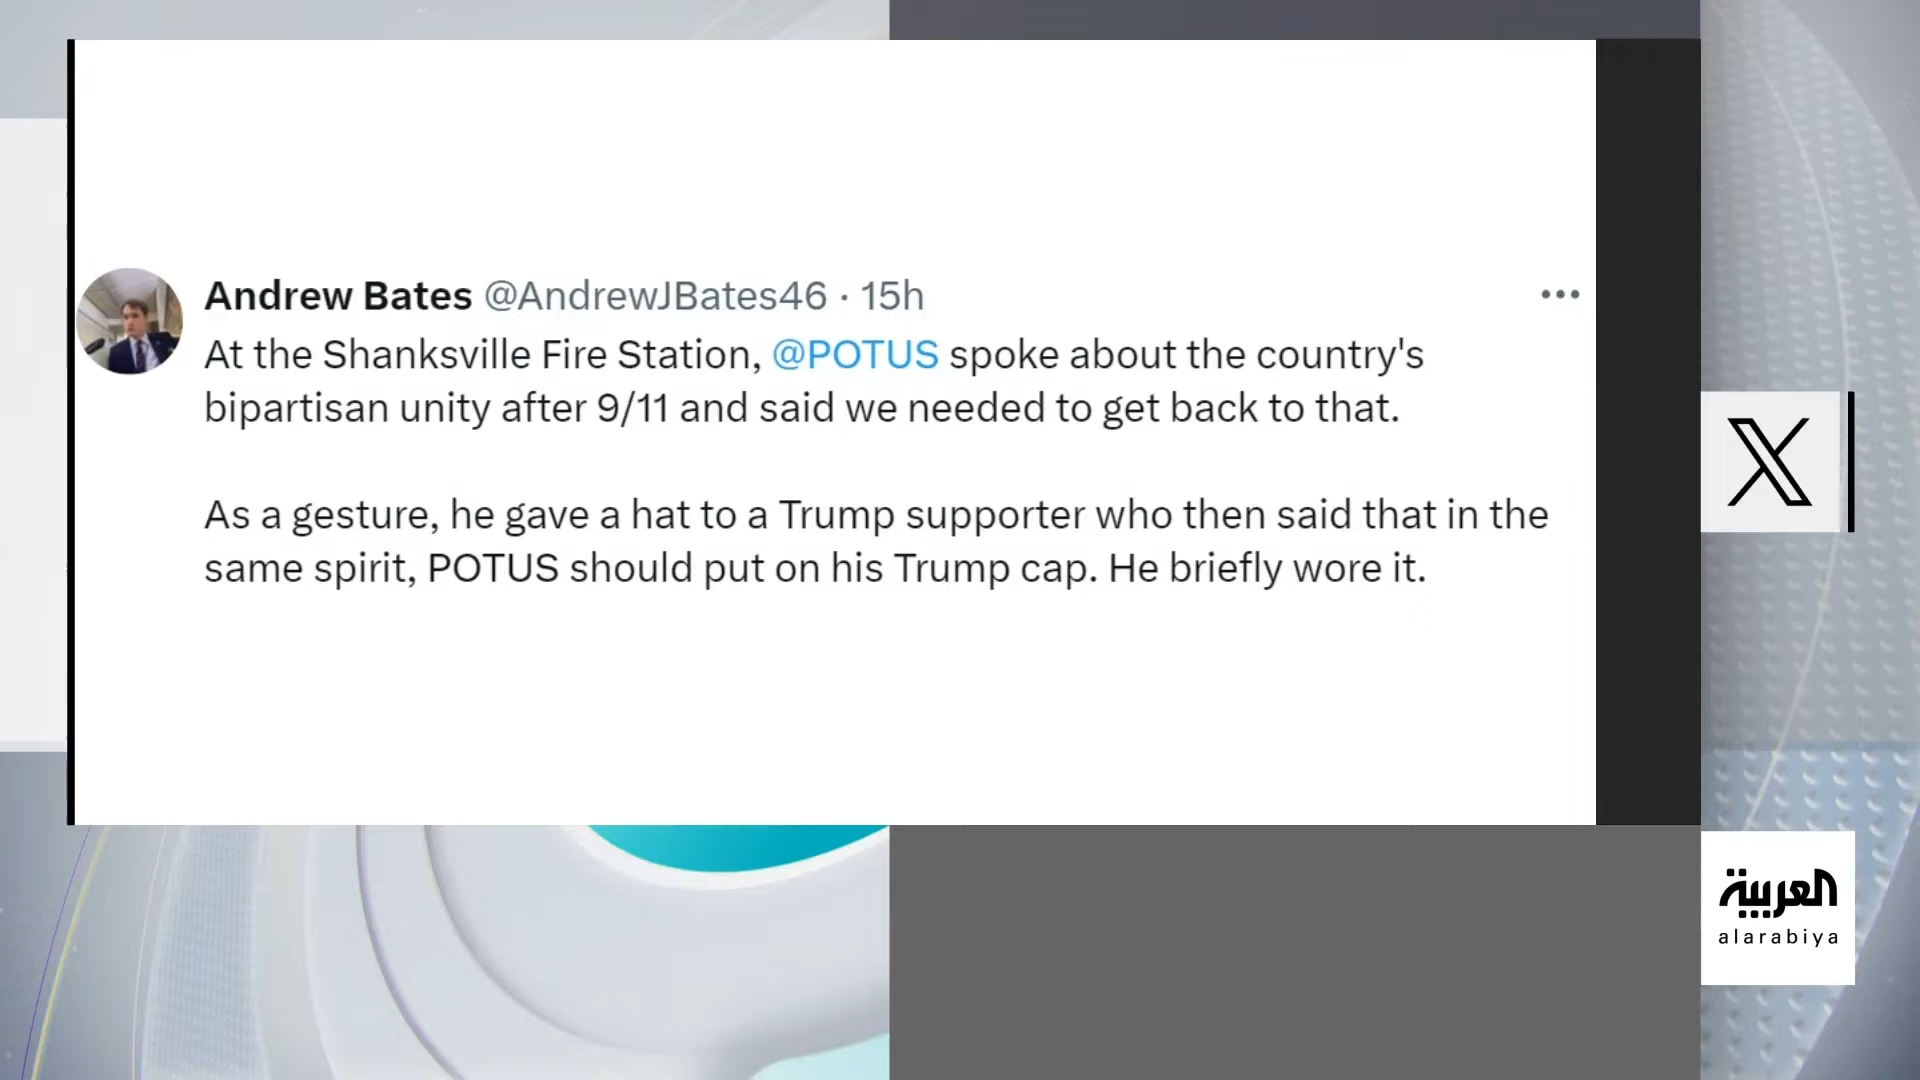 Andrew Bates @AndrewJBates46 · 15h
At the Shanksville Fire Station, @POTUS spoke about the country's
bipartisan unity after 9/11 and said we needed to get back to that.
As a gesture, he gave a hat to a Trump supporter who then said that in the
same spirit, POTUS should put on his Trump cap. He briefly wore it.
العربية
alarabiya